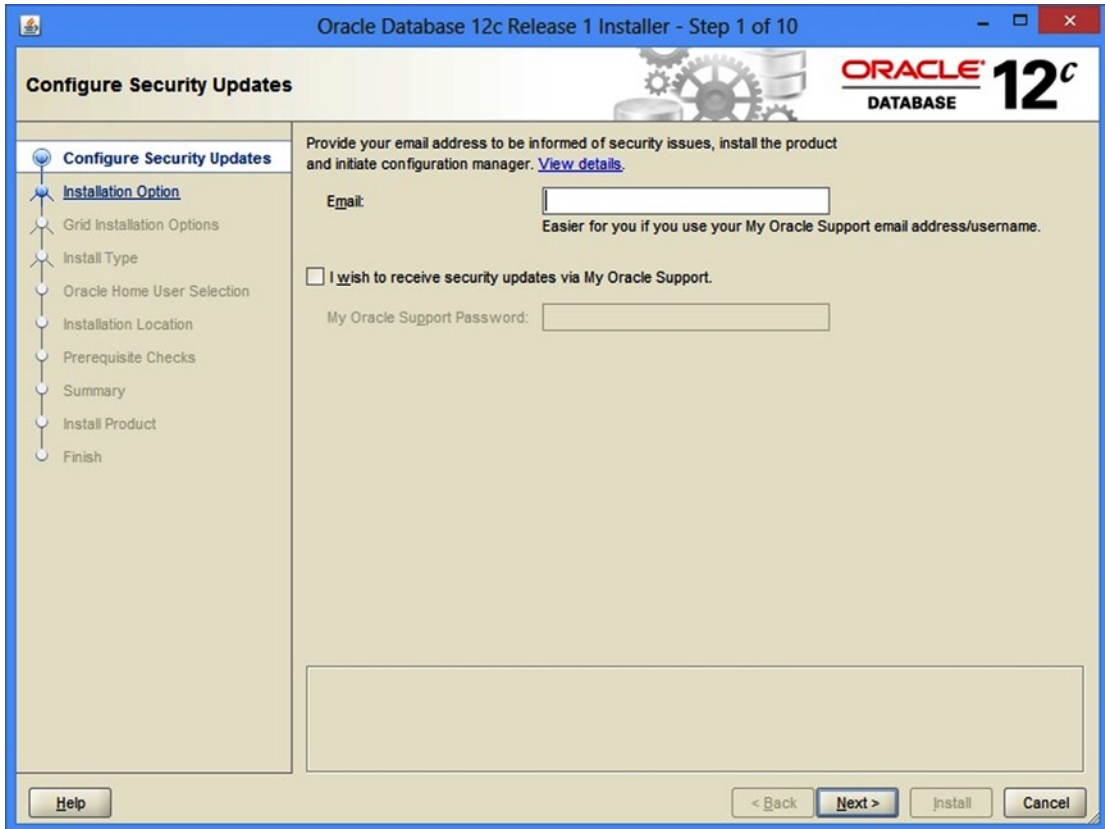 Oracle Database 12c Release 1 Installer - Step 1 of 10
Configure Security Updates
ORACLE
DATABASE
12c
Configure Security Updates
Installation Option
Grid Installation Options
Install Type
Oracle Home User Selection
Installation Location
Prerequisite Checks
Summary
Install Product
Finish
Provide your email address to be informed of security issues, install the product
and initiate configuration manager. View details.
Email:
Easier for you if you use your My Oracle Support email address/username.
I wish to receive security updates via My Oracle Support.
My Oracle Support Password:
Help
< Back
Next >
Install
Cancel